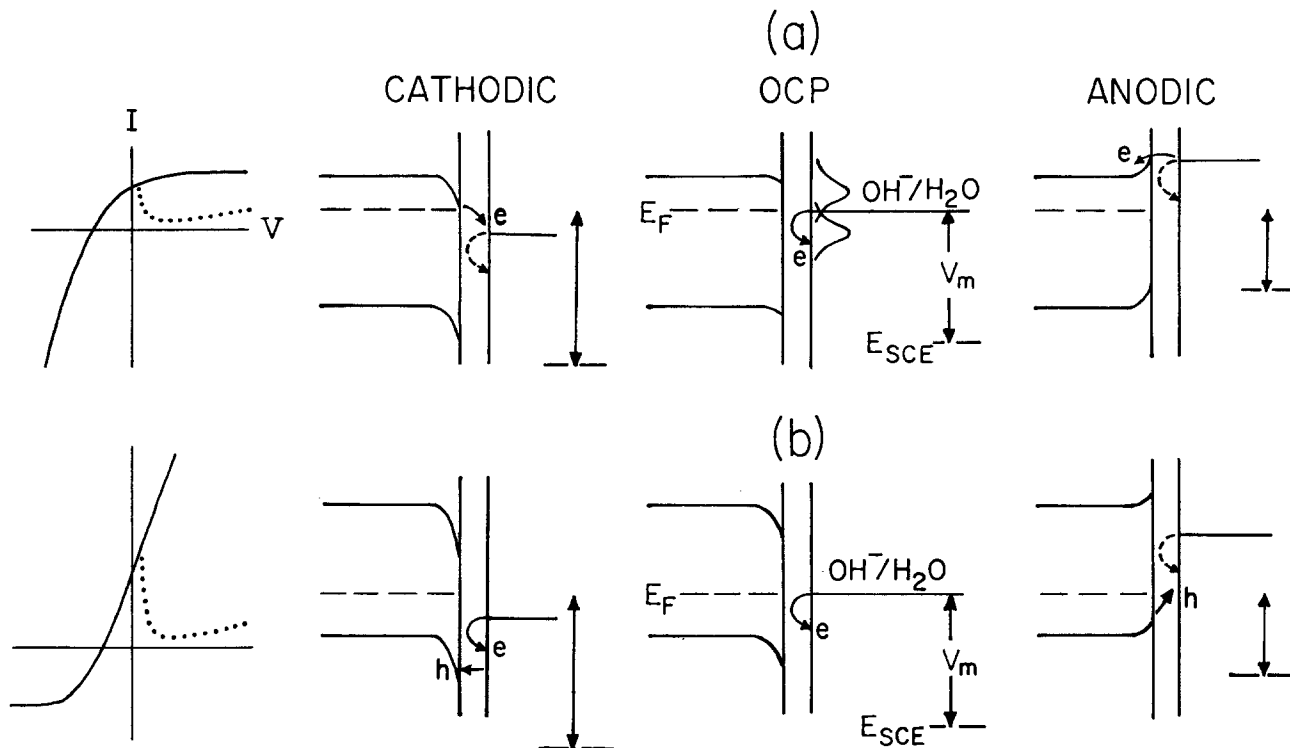 (a)
CATHODIC OCP ANODIC
I
V
e
E_F
OH⁻/H₂O
e
V_m
E_SCE
e
(b)
E_F
OH⁻/H₂O
e
h
e
V_m
E_SCE
h